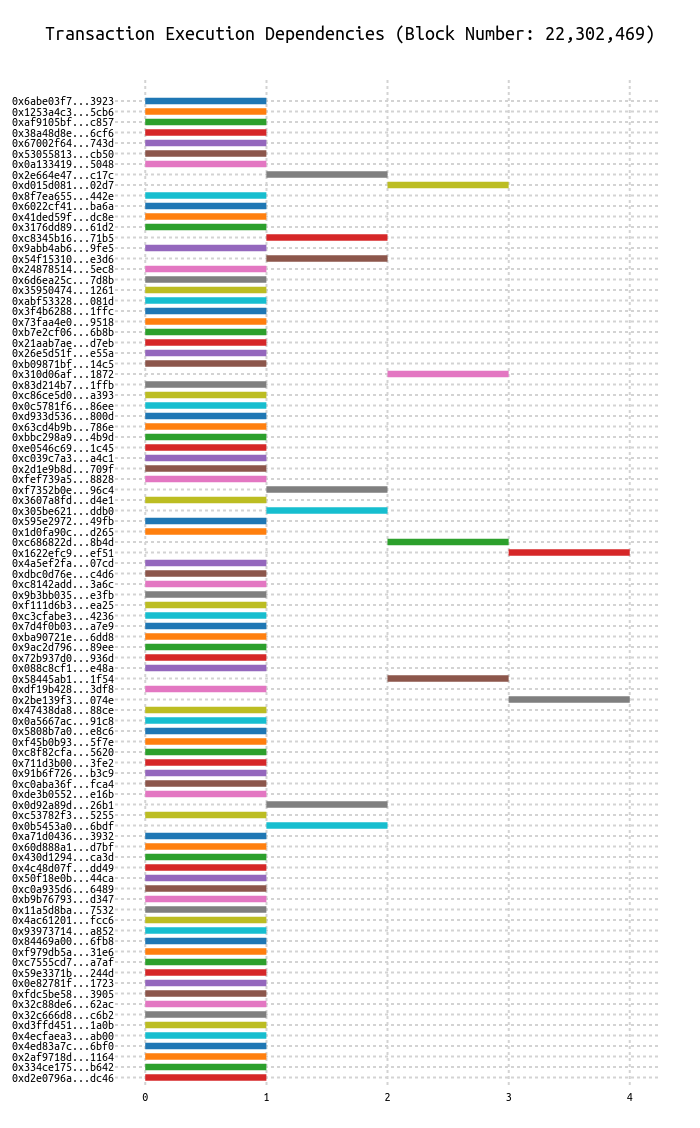 Transaction Execution Dependencies (Block Number: 22,302,469)
0x6abe03f7...3923
0x1253a4c3...5cb6
0xaf9105bf...c857
0x38a48d8e...6cf6
0x67002f64...743d
0x53055813...cb50
0x0a133419...5048
0x2e664e47...c17c
0xd015d081...02d7
0x8f7ea655...442e
0x6022cf41...ba6a
0x41ded59f...dc8e
0x3176dd89...61d2
0xc8345b16...71b5
0x9abb4ab6...9fe5
0x54f15310...e3d6
0x24878514...5ec8
0x6d6ea25c...7d8b
0x35950474...1261
0xabf53328...081d
0x3f4b6288...1ffc
0x73faa4e0...9518
0xb7e2cf06...6b8b
0x21aab7ae...d7eb
0x26e5d51f...e55a
0xb09871bf...14c5
0x310d06af...1872
0x83d214b7...1ffb
0xc86ce5d0...a393
0x0c5781f6...86ee
0xd933d536...800d
0x63cd4b9b...786e
0xbbc298a9...4b9d
0xe0546c69...1c45
0xc039c7a3...a4c1
0x2d1e9b8d...709f
0xfef739a5...8828
0xf7352b0e...96c4
0x3607a8fd...d4e1
0x305be621...ddb0
0x595e2972...49fb
0x1d0fa90c...d265
0xc686822d...8b4d
0x1622efc9...ef51
0x4a5ef2fa...07cd
0xdbc0d76e...c4d6
0xc8142add...3a6c
0x9b3bb035...e3fb
0xf111d6b3...ea25
0xc3cfabe3...4236
0x7d4f0b03...a7e9
0xba90721e...6dd8
0x9ac2d796...89ee
0x72b937d0...936d
0x088c8cf1...e48a
0x58445ab1...1f54
0xdf19b428...3df8
0x2be139f3...074e
0x47438da8...88ce
0x0a5667ac...91c8
0x5808b7a0...e8c6
0xf45b0b93...5f7e
0xc8f82cfa...5620
0x711d3b00...3fe2
0x91b6f726...b3c9
0xc0aba36f...fca4
0xde3b0552...e16b
0x0d92a89d...26b1
0xc53782f3...5255
0x0b5453a0...6bdf
0xa71d0436...3932
0x60d888a1...d7bf
0x430d1294...ca3d
0x4c48d07f...dd49
0x50f18e0b...44ca
0xc0a935d6...6489
0xb9b76793...d347
0x11a5d8ba...7532
0x4ac61201...fcc6
0x93973714...a852
0x84469a00...6fb8
0xf979db5a...31e6
0xc7555cd7...a7af
0x59e3371b...244d
0x0e82781f...1723
0xfdc5be58...3905
0x32c88de6...62ac
0x32c666d8...c6b2
0xd3ffd451...1a0b
0x4ecfaea3...ab00
0x4ed83a7c...6bf0
0x2af9718d...1164
0x334ce175...b642
0xd2e0796a...dc46
0 1 2 3 4